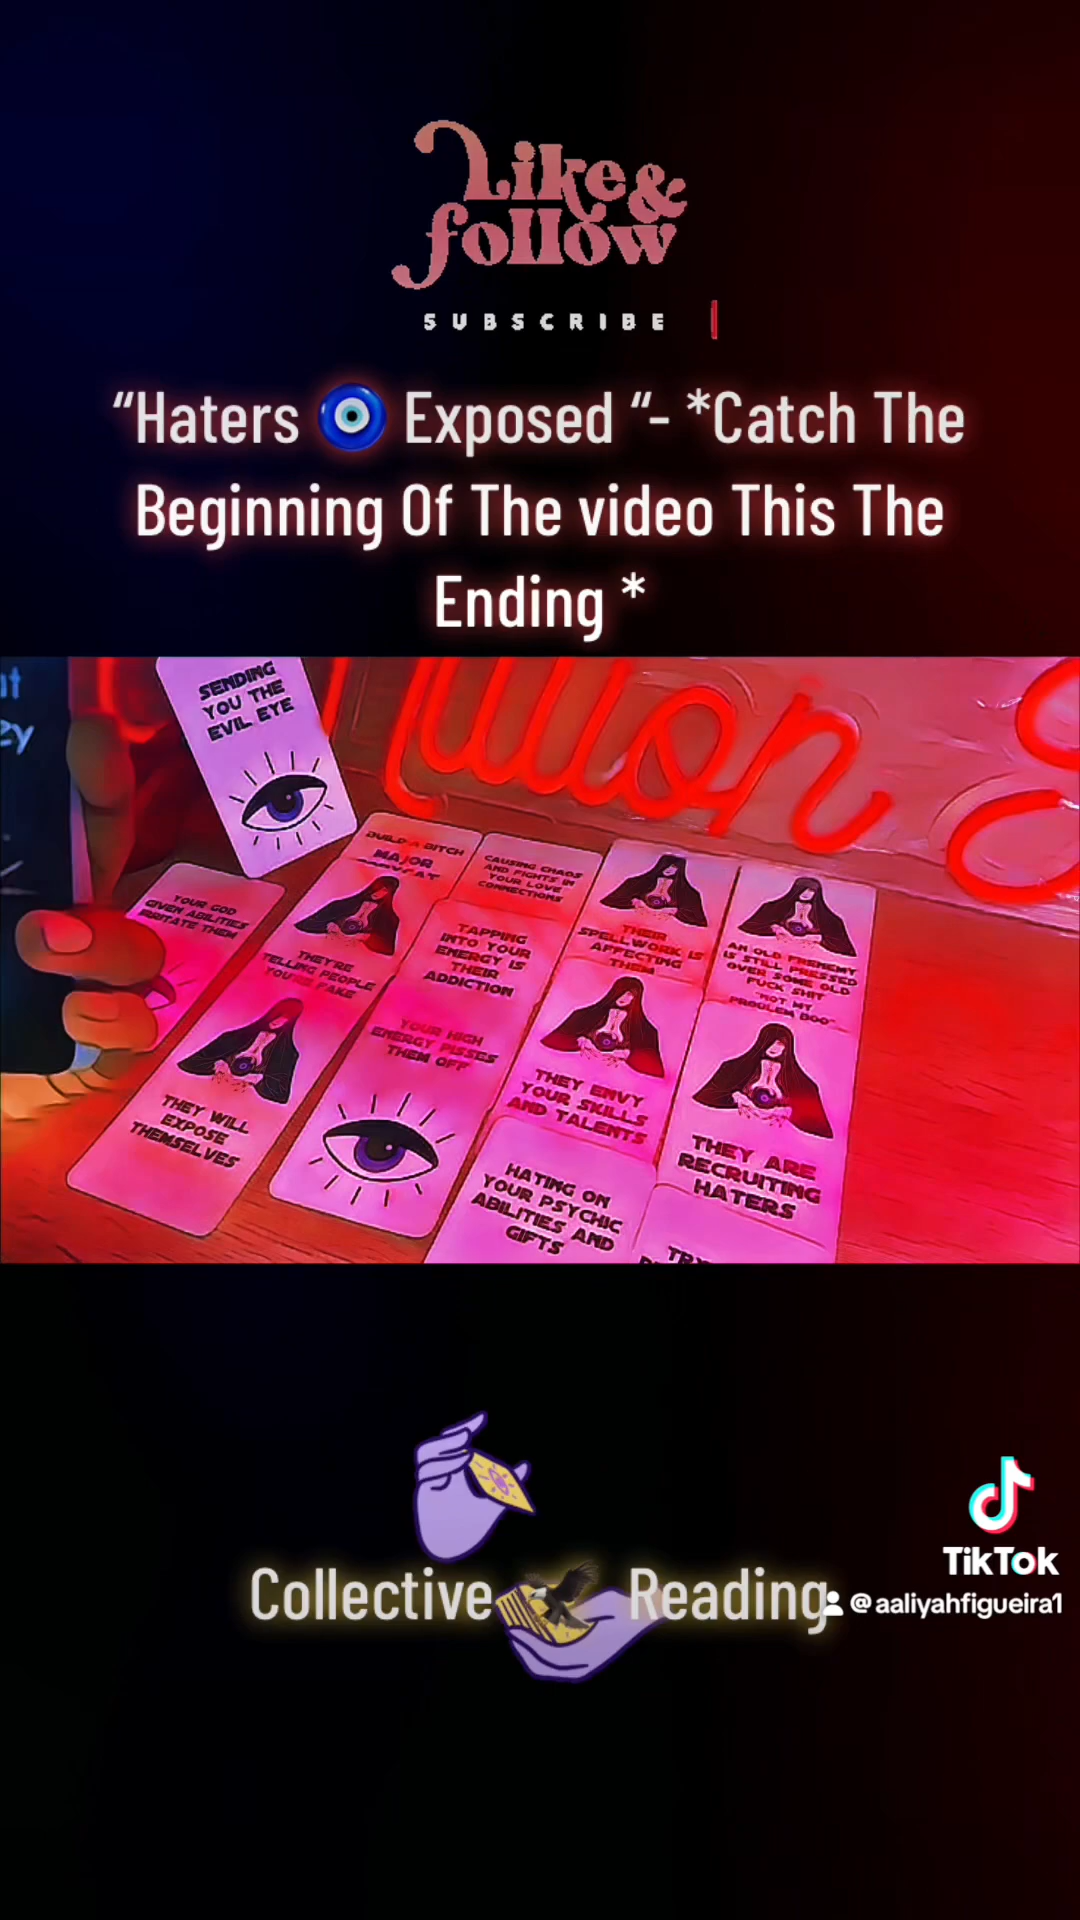 Like &
follow
SUBSCRIBE
“Haters 🧿 Exposed “- *Catch The
Beginning Of The video This The
Ending *
SENDING
YOU THE
EVIL EYE
BUILD-A BITCH
MAJOR
CAUSING CHAOS
AND FIGHTS IN
YOUR LOVE
CONNECTIONS
YOUR GOD
GIVEN ABILITIES
IRRITATE THEM
THEY'RE
TELLING PEOPLE
YOU'RE FAKE
TAPPING
INTO YOUR
ENERGY IS
THEIR
ADDICTION
THEIR
SPELLWORK IS
AFFECTING
THEM
AN OLD FRENEMY
IS STILL PRESSED
OVER SOME OLD
FUCK SHIT
"NOT MY
PROBLEM BOO"
THEY WILL
EXPOSE
THEMSELVES
YOUR HIGH
ENERGY PISSES
THEM OFF
THEY ENVY
YOUR SKILLS
AND TALENTS
THEY ARE
RECRUITING
HATERS
HATING ON
YOUR PSYCHIC
ABILITIES AND
GIFTS
Collective Reading
TikTok
@aaliyahfigueira1